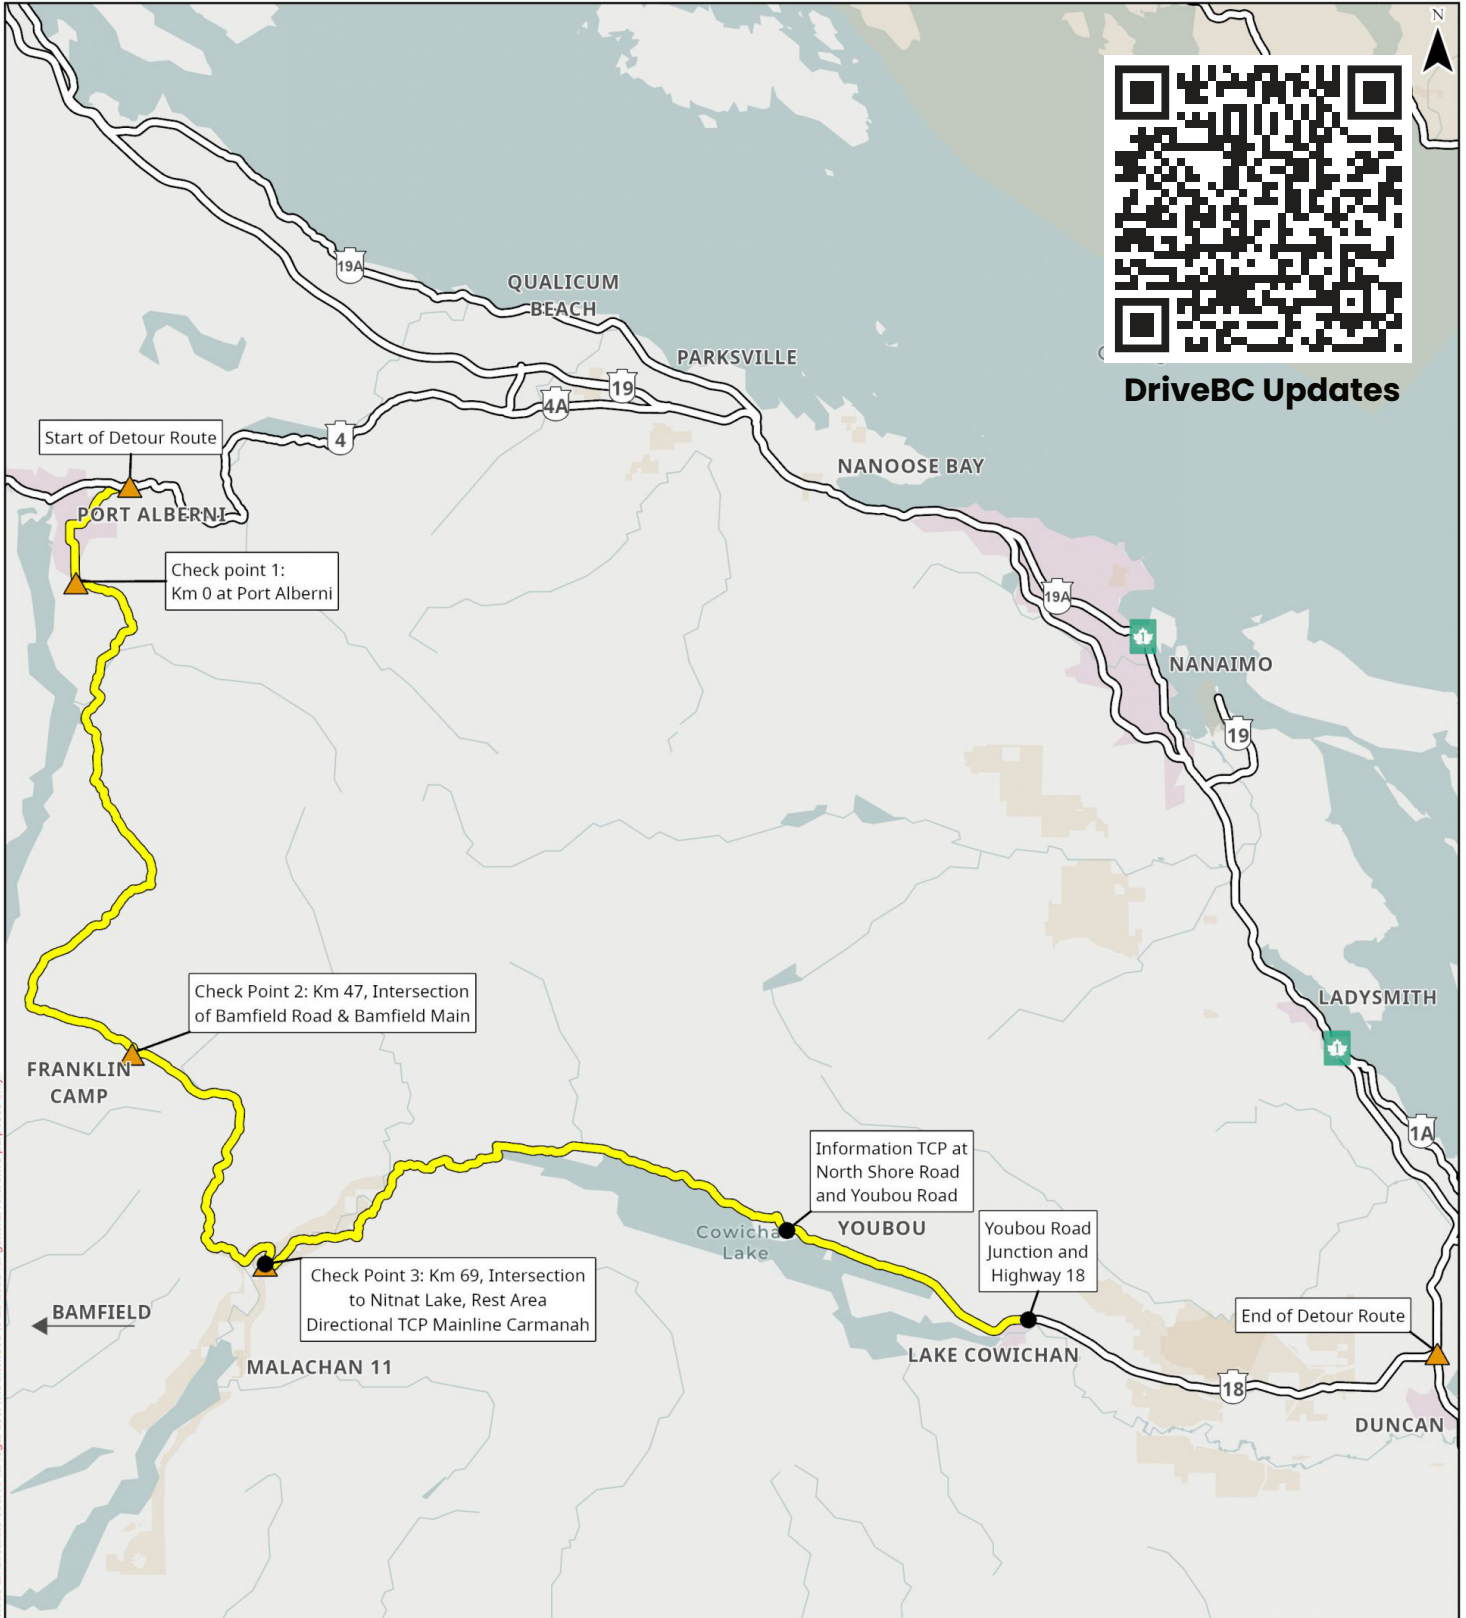 N
19A
QUALICUM
BEACH
PARKSVILLE
19
4A
4
DriveBC Updates
Start of Detour Route
NANOOSE BAY
PORT ALBERNI
Check point 1:
Km 0 at Port Alberni
19A
1
NANAIMO
19
Check Point 2: Km 47, Intersection
of Bamfield Road & Bamfield Main
LADYSMITH
1
FRANKLIN
CAMP
1A
Information TCP at
North Shore Road
and Youbou Road
Cowicha
Lake
YOUBOU
Youbou Road
Junction and
Highway 18
Check Point 3: Km 69, Intersection
to Nitnat Lake, Rest Area
Directional TCP Mainline Carmanah
BAMFIELD
End of Detour Route
MALACHAN 11
LAKE COWICHAN
18
DUNCAN